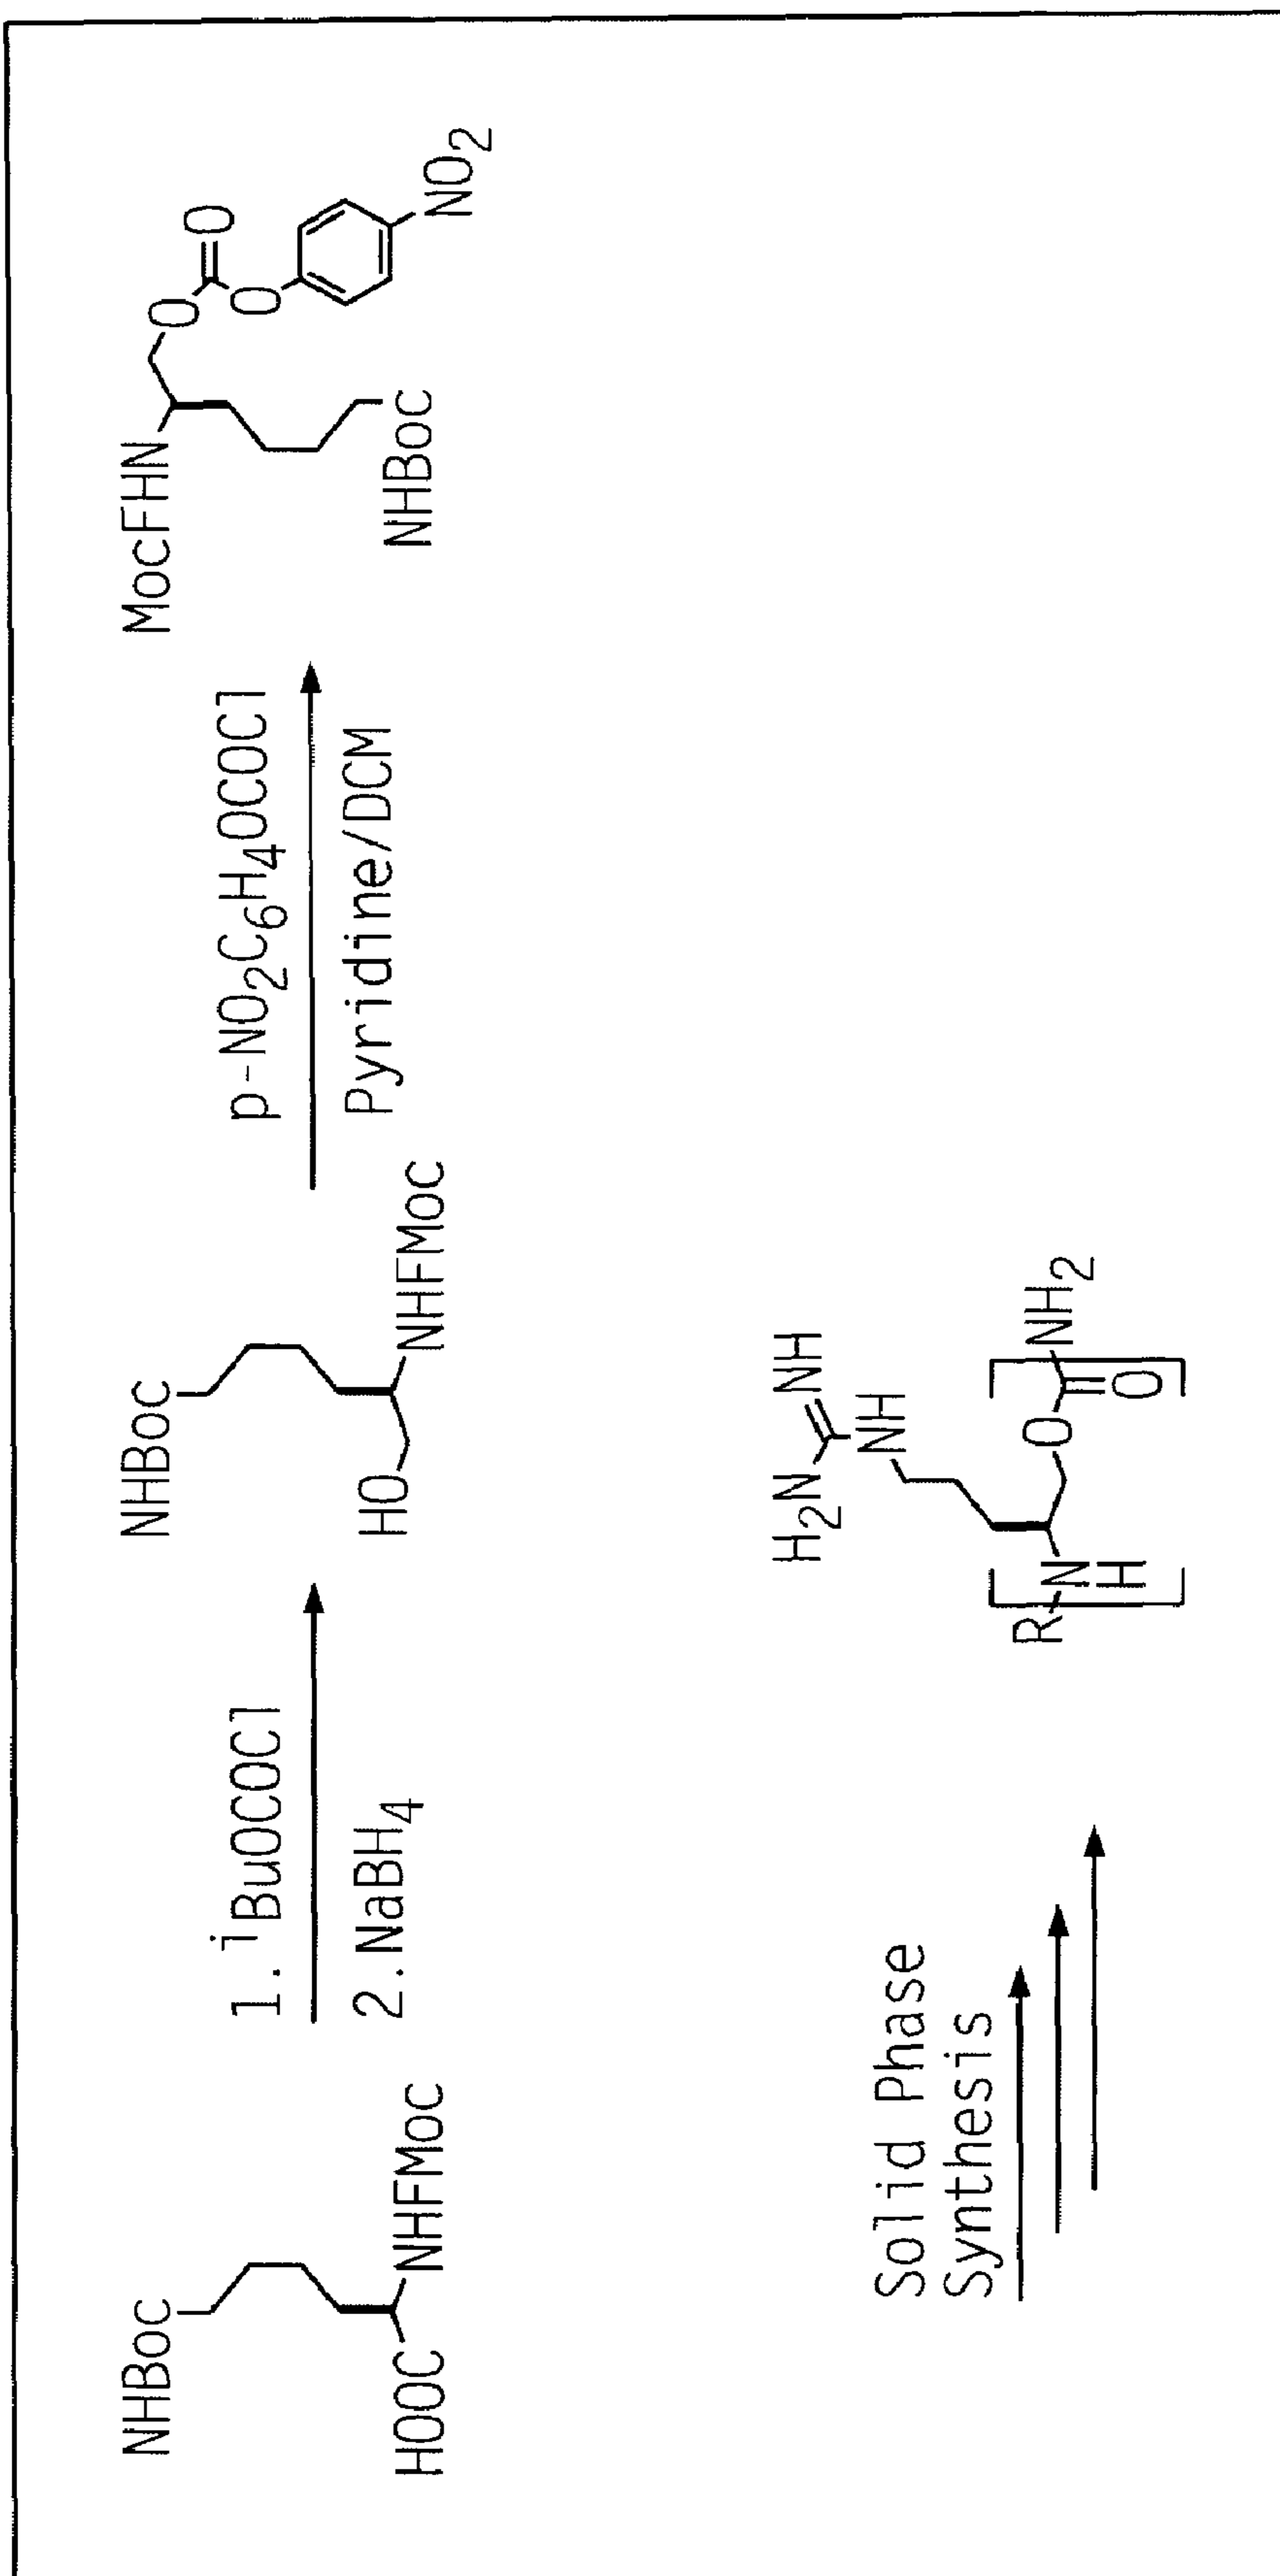 NHBoc
HOOC
NHFMoc
1. iBuOCOCl
2. NaBH4
NHBoc
HO
NHFMoc
p-NO2C6H4OCOCl
Pyridine/DCM
MocFHN
O
O
O
NO2
NHBoc
Solid Phase
Synthesis
H2N
NH
NH
R
N
H
O
O
NH2